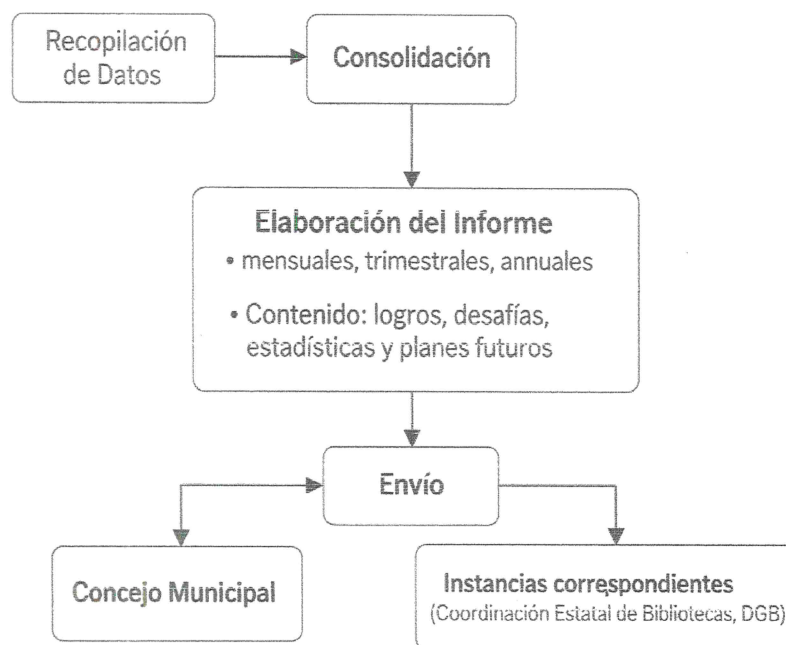 Recopilación
de Datos
Consolidación
Elaboración del Informe
• mensuales, trimestrales, annuales
• Contenido: logros, desafías,
estadísticas y planes futuros
Envío
Concejo Municipal
Instancias correspondientes
(Coordinación Estatal de Bibliotecas, DGB)